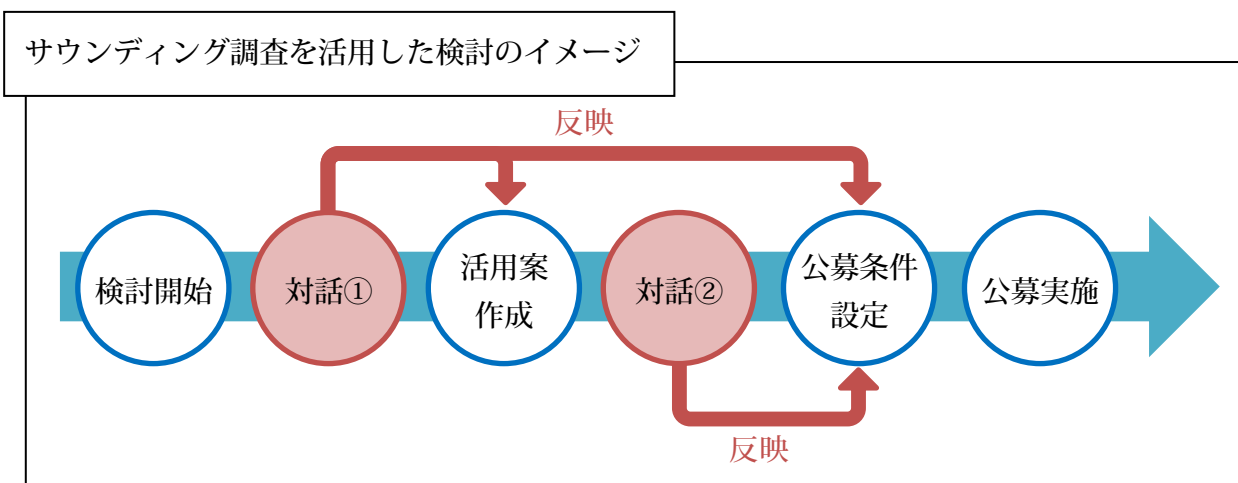 サウンディング調査を活用した検討のイメージ
反映
検討開始
対話①
活用案
作成
対話②
公募条件
設定
公募実施
反映